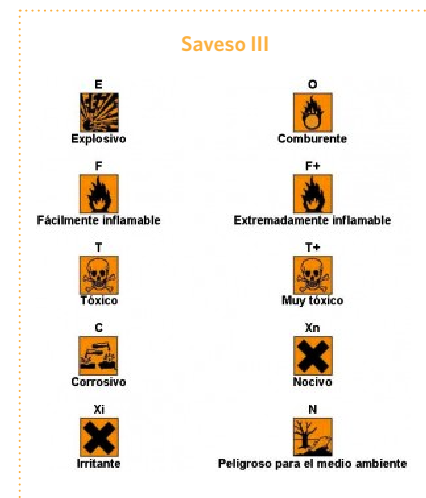 Saveso III
E
Explosivo
O
Comburente
F
Fácilmente inflamable
F+
Extremadamente inflamable
T
Tóxico
T+
Muy tóxico
C
Corrosivo
Xn
Nocivo
Xi
Irritante
N
Peligroso para el medio ambiente